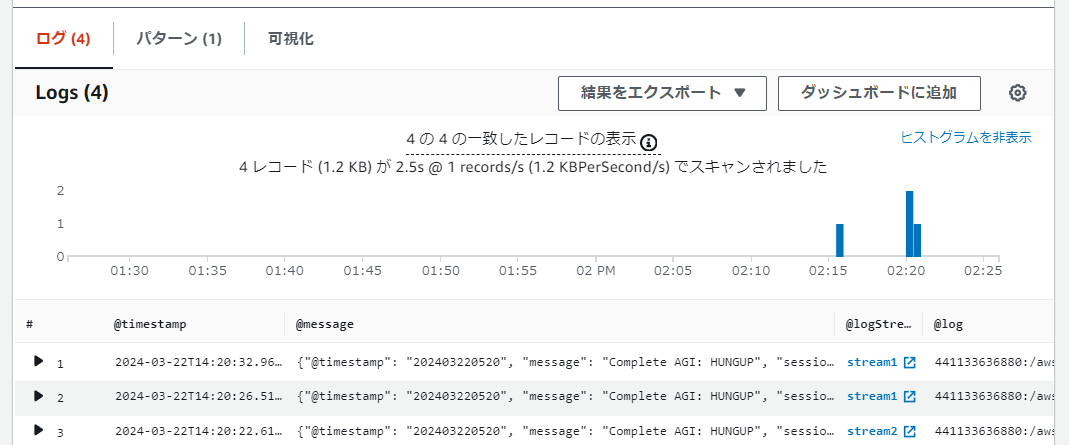 ログ (4) パターン (1) 可視化
Logs (4) 結果をエクスポート ダッシュボードに追加
4 の 4 の一致したレコードの表示 ヒストグラムを非表示
4 レコード (1.2 KB) が 2.5s @ 1 records/s (1.2 KBPerSecond/s) でスキャンされました
2
1
0
01:30 01:35 01:40 01:45 01:50 01:55 02 PM 02:05 02:10 02:15 02:20 02:25
# @timestamp @message @logStre… @log
1 2024-03-22T14:20:32.96… {"@timestamp": "202403220520", "message": "Complete AGI: HUNGUP", "sessio… stream1 441133636880:/aws
2 2024-03-22T14:20:26.51… {"@timestamp": "202403220520", "message": "Complete AGI: HUNGUP", "sessio… stream1 441133636880:/aws
3 2024-03-22T14:20:22.61… {"@timestamp": "202403220520", "message": "Complete AGI: HUNGUP", "sessio… stream2 441133636880:/aws